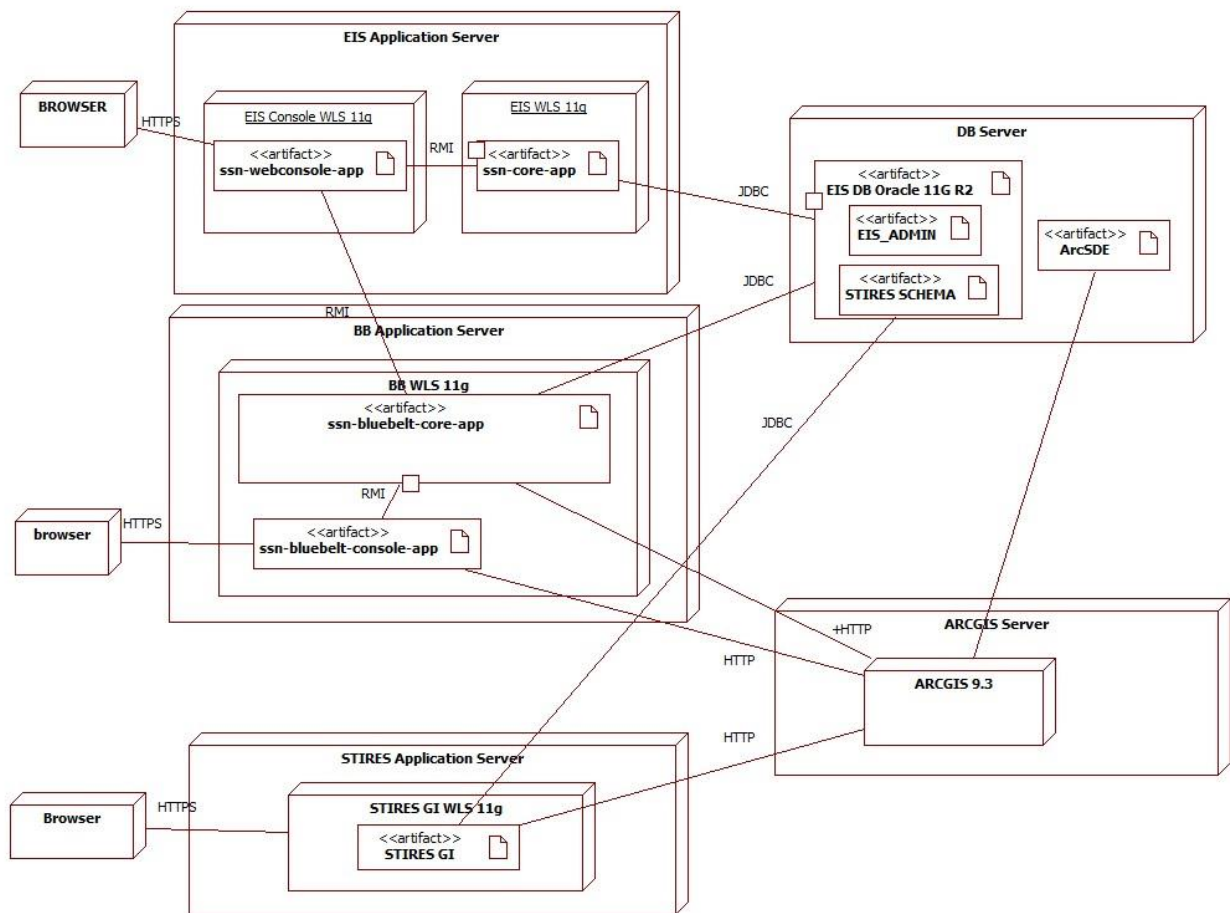 EIS Application Server
BROWSER
HTTPS
EIS Console WLS 11g
<<artifact>>
ssn-webconsole-app
RMI
EIS WLS 11g
<<artifact>>
ssn-core-app
JDBC
DB Server
<<artifact>>
EIS DB Oracle 11G R2
<<artifact>>
EIS_ADMIN
<<artifact>>
STIRES SCHEMA
<<artifact>>
ArcSDE
JDBC
RMI
BB Application Server
BB WLS 11g
<<artifact>>
ssn-bluebelt-core-app
JDBC
RMI
browser
HTTPS
<<artifact>>
ssn-bluebelt-console-app
+HTTP
HTTP
ARCGIS Server
ARCGIS 9.3
HTTP
STIRES Application Server
Browser
HTTPS
STIRES GI WLS 11g
<<artifact>>
STIRES GI